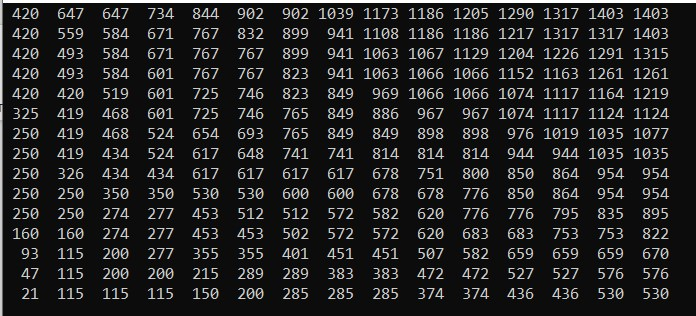 420 647 647 734 844 902 902 1039 1173 1186 1205 1290 1317 1403 1403
420 559 584 671 767 832 899 941 1108 1186 1186 1217 1317 1317 1403
420 493 584 671 767 767 899 941 1063 1067 1129 1204 1226 1291 1315
420 493 584 601 767 767 823 941 1063 1066 1066 1152 1163 1261 1261
420 420 519 601 725 746 823 849 969 1066 1066 1074 1117 1164 1219
325 419 468 601 725 746 765 849 886 967 967 1074 1117 1124 1124
250 419 468 524 654 693 765 849 849 898 898 976 1019 1035 1077
250 419 434 524 617 648 741 741 814 814 814 944 944 1035 1035
250 326 434 434 617 617 617 617 678 751 800 850 864 954 954
250 250 350 350 530 530 600 600 678 678 776 850 864 954 954
250 250 274 277 453 512 512 572 582 620 776 776 795 835 895
160 160 274 277 453 453 502 572 572 620 683 683 753 753 822
93 115 200 277 355 355 401 451 451 507 582 659 659 659 670
47 115 200 200 215 289 289 383 383 472 472 527 527 576 576
21 115 115 115 150 200 285 285 285 374 374 436 436 530 530